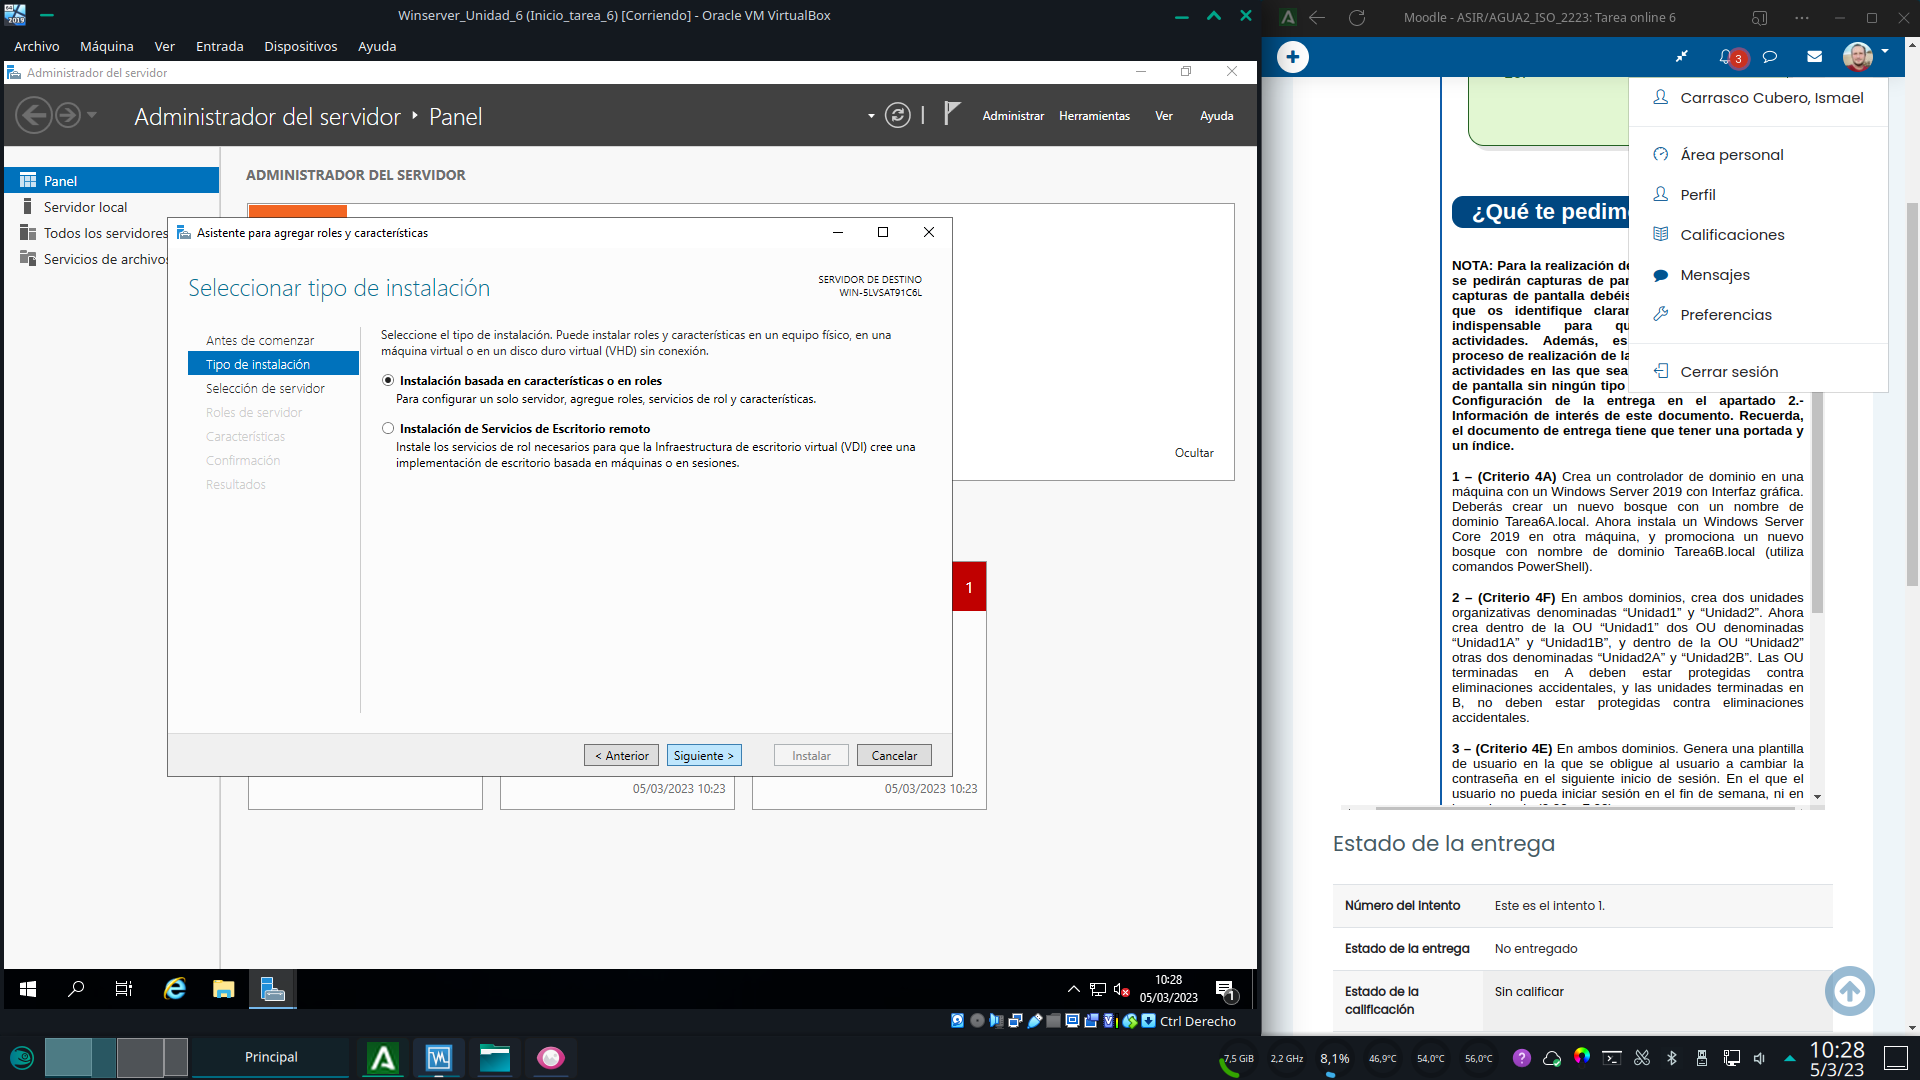 Winserver_Unidad_6 (Inicio_tarea_6) [Corriendo] - Oracle VM VirtualBox
Archivo Máquina Ver Entrada Dispositivos Ayuda
Administrador del servidor
Administrador del servidor ‣ Panel
Administrar Herramientas Ver Ayuda
Panel
Servidor local
Todos los servidores
Servicios de archivos
ADMINISTRADOR DEL SERVIDOR
Asistente para agregar roles y características
Seleccionar tipo de instalación
SERVIDOR DE DESTINO
WIN-5LVSAT91C6L
Antes de comenzar
Tipo de instalación
Selección de servidor
Roles de servidor
Características
Confirmación
Resultados
Seleccione el tipo de instalación. Puede instalar roles y características en un equipo físico, en una
máquina virtual o en un disco duro virtual (VHD) sin conexión.
Instalación basada en características o en roles
Para configurar un solo servidor, agregue roles, servicios de rol y características.
Instalación de Servicios de Escritorio remoto
Instale los servicios de rol necesarios para que la Infraestructura de escritorio virtual (VDI) cree una
implementación de escritorio basada en máquinas o en sesiones.
< Anterior Siguiente > Instalar Cancelar
Ocultar
1
05/03/2023 10:23
05/03/2023 10:23
10:28
05/03/2023
1
Ctrl Derecho
Moodle - ASIR/AGUA2_ISO_2223: Tarea online 6
3
Carrasco Cubero, Ismael
Área personal
Perfil
Calificaciones
Mensajes
Preferencias
Cerrar sesión
¿Qué te pedim
NOTA: Para la realización de
se pedirán capturas de pan
capturas de pantalla debéis
que os identifique clarar
indispensable para qu
actividades. Además, es
proceso de realización de la
actividades en las que sea
de pantalla sin ningún tipo
Configuración de la entrega en el apartado 2.-
Información de interés de este documento. Recuerda,
el documento de entrega tiene que tener una portada y
un índice.
1 – (Criterio 4A) Crea un controlador de dominio en una
máquina con un Windows Server 2019 con Interfaz gráfica.
Deberás crear un nuevo bosque con un nombre de
dominio Tarea6A.local. Ahora instala un Windows Server
Core 2019 en otra máquina, y promociona un nuevo
bosque con nombre de dominio Tarea6B.local (utiliza
comandos PowerShell).
2 – (Criterio 4F) En ambos dominios, crea dos unidades
organizativas denominadas “Unidad1” y “Unidad2”. Ahora
crea dentro de la OU “Unidad1” dos OU denominadas
“Unidad1A” y “Unidad1B”, y dentro de la OU “Unidad2”
otras dos denominadas “Unidad2A” y “Unidad2B”. Las OU
terminadas en A deben estar protegidas contra
eliminaciones accidentales, y las unidades terminadas en
B, no deben estar protegidas contra eliminaciones
accidentales.
3 – (Criterio 4E) En ambos dominios. Genera una plantilla
de usuario en la que se obligue al usuario a cambiar la
contraseña en el siguiente inicio de sesión. En el que el
usuario no pueda iniciar sesión en el fin de semana, ni en
Estado de la entrega
Número del intento Este es el intento 1.
Estado de la entrega No entregado
Estado de la
calificación
Sin calificar
Principal
7,5 GiB 2,2 GHz 8,1% 46,9°C 54,0°C 56,0°C
10:28
5/3/23